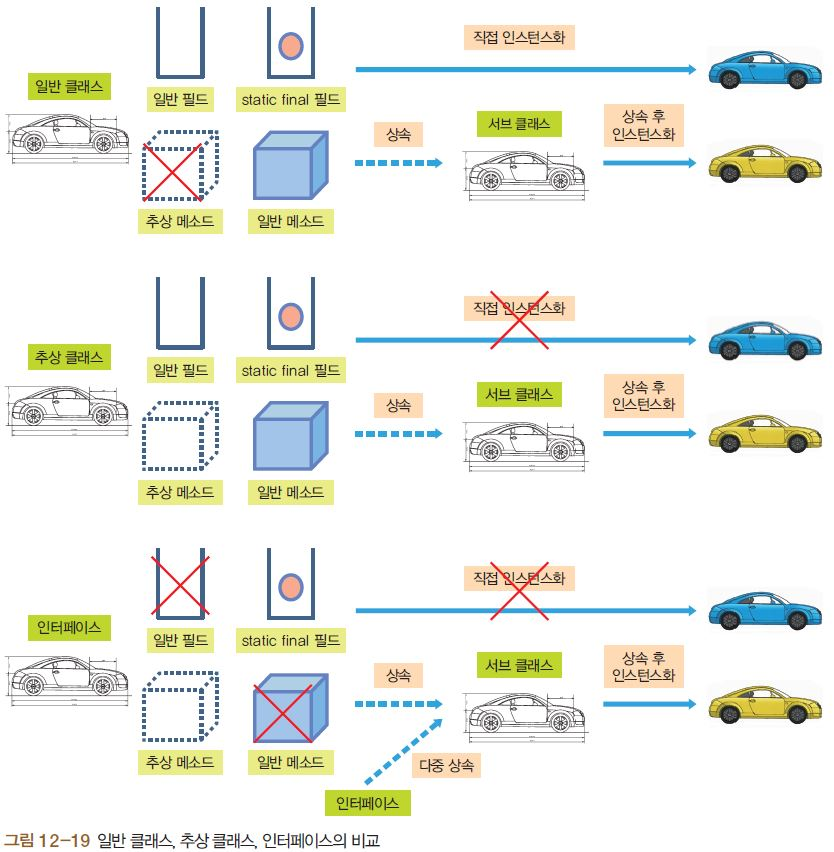 직접 인스턴스화
일반 클래스
일반 필드
static final 필드
상속
서브 클래스
상속 후
인스턴스화
추상 메소드
일반 메소드
직접 인스턴스화
추상 클래스
일반 필드
static final 필드
상속
서브 클래스
상속 후
인스턴스화
추상 메소드
일반 메소드
직접 인스턴스화
인터페이스
일반 필드
static final 필드
상속
서브 클래스
상속 후
인스턴스화
추상 메소드
일반 메소드
다중 상속
인터페이스
그림 12-19 일반 클래스, 추상 클래스, 인터페이스의 비교